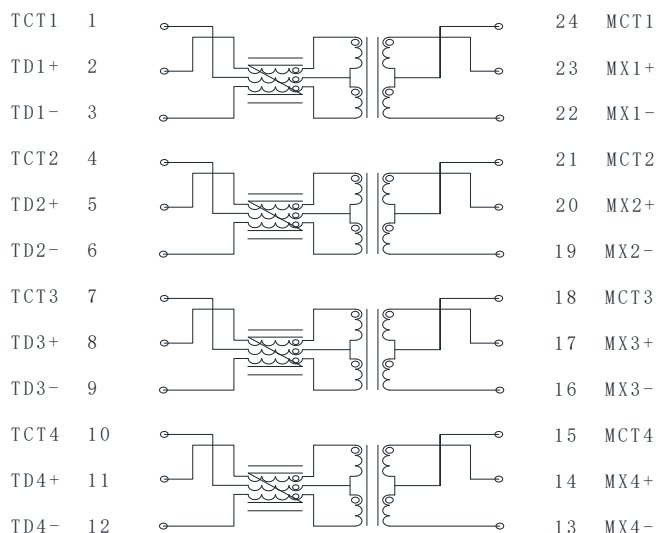 TCT1 1 24 MCT1
TD1+ 2 23 MX1+
TD1- 3 22 MX1-
TCT2 4 21 MCT2
TD2+ 5 20 MX2+
TD2- 6 19 MX2-
TCT3 7 18 MCT3
TD3+ 8 17 MX3+
TD3- 9 16 MX3-
TCT4 10 15 MCT4
TD4+ 11 14 MX4+
TD4- 12 13 MX4-